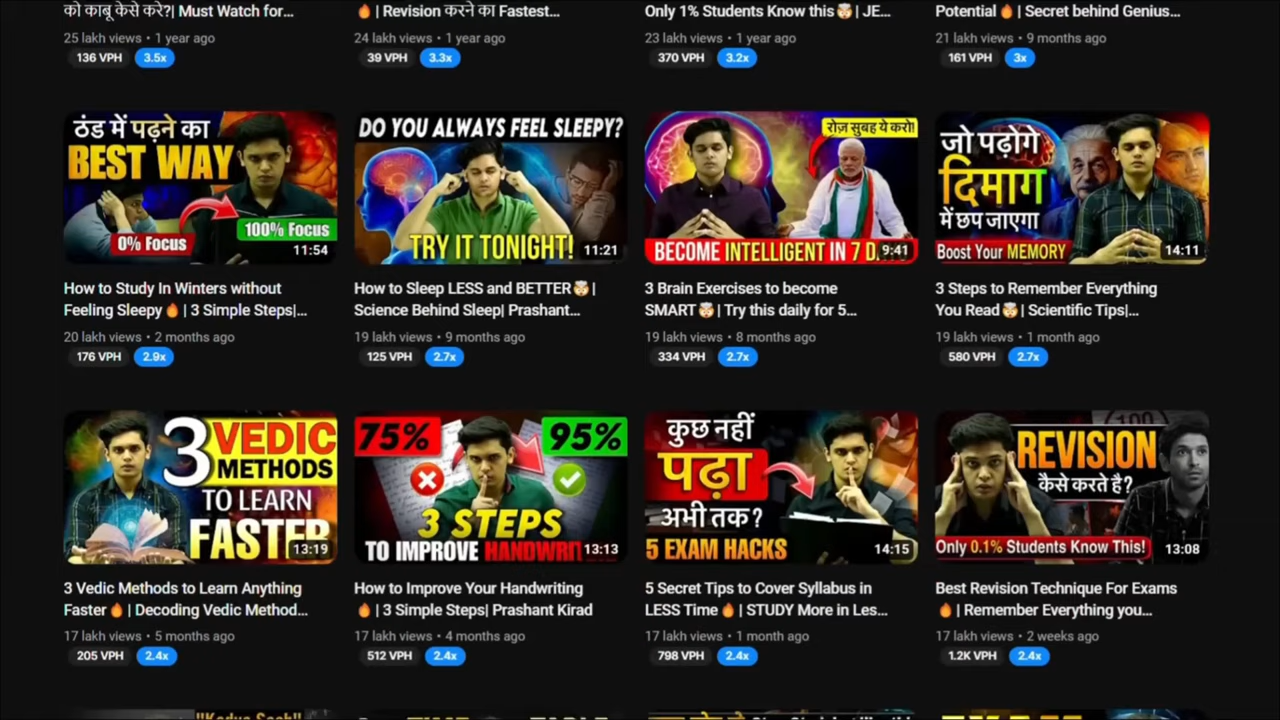 को काबू केसे करे?| Must Watch for...
🔥| Revision करने का Fastest...
Only 1% Students Know this🤯| JE...
Potential🔥| Secret behind Genius...
25 lakh views • 1 year ago
24 lakh views • 1 year ago
23 lakh views • 1 year ago
21 lakh views • 9 months ago
136 VPH 3.5x
39 VPH 3.3x
370 VPH 3.2x
161 VPH 3x
ठंड में पढ़ने का
BEST WAY
0% Focus
100% Focus
11:54
DO YOU ALWAYS FEEL SLEEPY?
TRY IT TONIGHT!
11:21
रोज़ सुबह ये करो!
BECOME INTELLIGENT IN 7
9:41
जो पढ़ोगे
दिमाग
में छप जाएगा
Boost Your MEMORY
14:11
How to Study In Winters without
Feeling Sleepy🔥| 3 Simple Steps|...
How to Sleep LESS and BETTER🤯|
Science Behind Sleep| Prashant...
3 Brain Exercises to become
SMART🤯| Try this daily for 5...
3 Steps to Remember Everything
You Read🤯| Scientific Tips|...
20 lakh views • 2 months ago
19 lakh views • 9 months ago
19 lakh views • 8 months ago
19 lakh views • 1 month ago
176 VPH 2.9x
125 VPH 2.7x
334 VPH 2.7x
580 VPH 2.7x
3 VEDIC
METHODS
TO LEARN
FASTER
13:19
75%
95%
3 STEPS
TO IMPROVE HANDWRITI
13:13
कुछ नहीं
पढ़ा
अभी तक?
5 EXAM HACKS
14:15
100
REVISION
कैसे करते है?
Only 0.1% Students Know This!
13:08
3 Vedic Methods to Learn Anything
Faster🔥| Decoding Vedic Method...
How to Improve Your Handwriting
🔥| 3 Simple Steps| Prashant Kirad
5 Secret Tips to Cover Syllabus in
LESS Time🔥| STUDY More in Les...
Best Revision Technique For Exams
🔥| Remember Everything you...
17 lakh views • 5 months ago
17 lakh views • 4 months ago
17 lakh views • 1 month ago
17 lakh views • 2 weeks ago
205 VPH 2.4x
512 VPH 2.4x
798 VPH 2.4x
1.2K VPH 2.4x